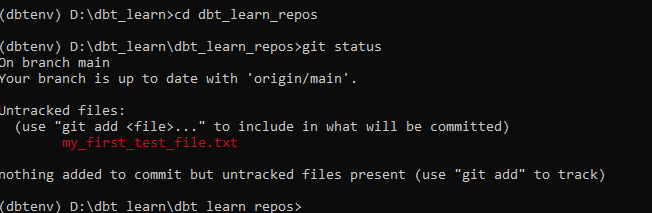 (dbtenv) D:\dbt_learn>cd dbt_learn_repos
(dbtenv) D:\dbt_learn\dbt_learn_repos>git status
On branch main
Your branch is up to date with 'origin/main'.
Untracked files:
  (use "git add <file>..." to include in what will be committed)
        my_first_test_file.txt
nothing added to commit but untracked files present (use "git add" to track)
(dbtenv) D:\dbt_learn\dbt_learn_repos>